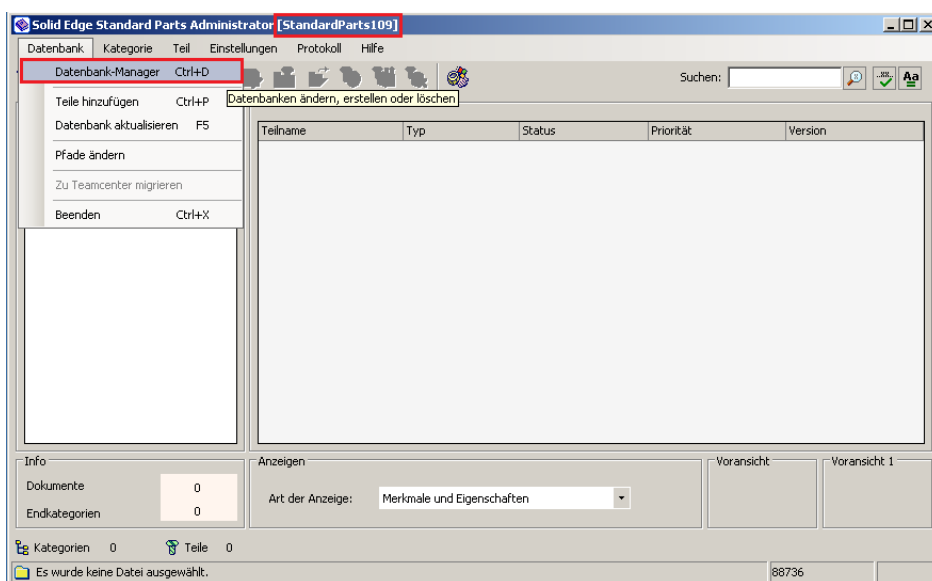 Solid Edge Standard Parts Administrator [StandardParts109]
Datenbank Kategorie Teil Einstellungen Protokoll Hilfe
Datenbank-Manager Ctrl+D
Suchen:
Datenbanken ändern, erstellen oder löschen
Teile hinzufügen Ctrl+P
Datenbank aktualisieren F5
Pfade ändern
Zu Teamcenter migrieren
Beenden Ctrl+X
Teilname Typ Status Priorität Version
Info
Dokumente 0
Endkategorien 0
Anzeigen
Art der Anzeige: Merkmale und Eigenschaften
Voransicht
Voransicht 1
Kategorien 0 Teile 0
Es wurde keine Datei ausgewählt. 88736